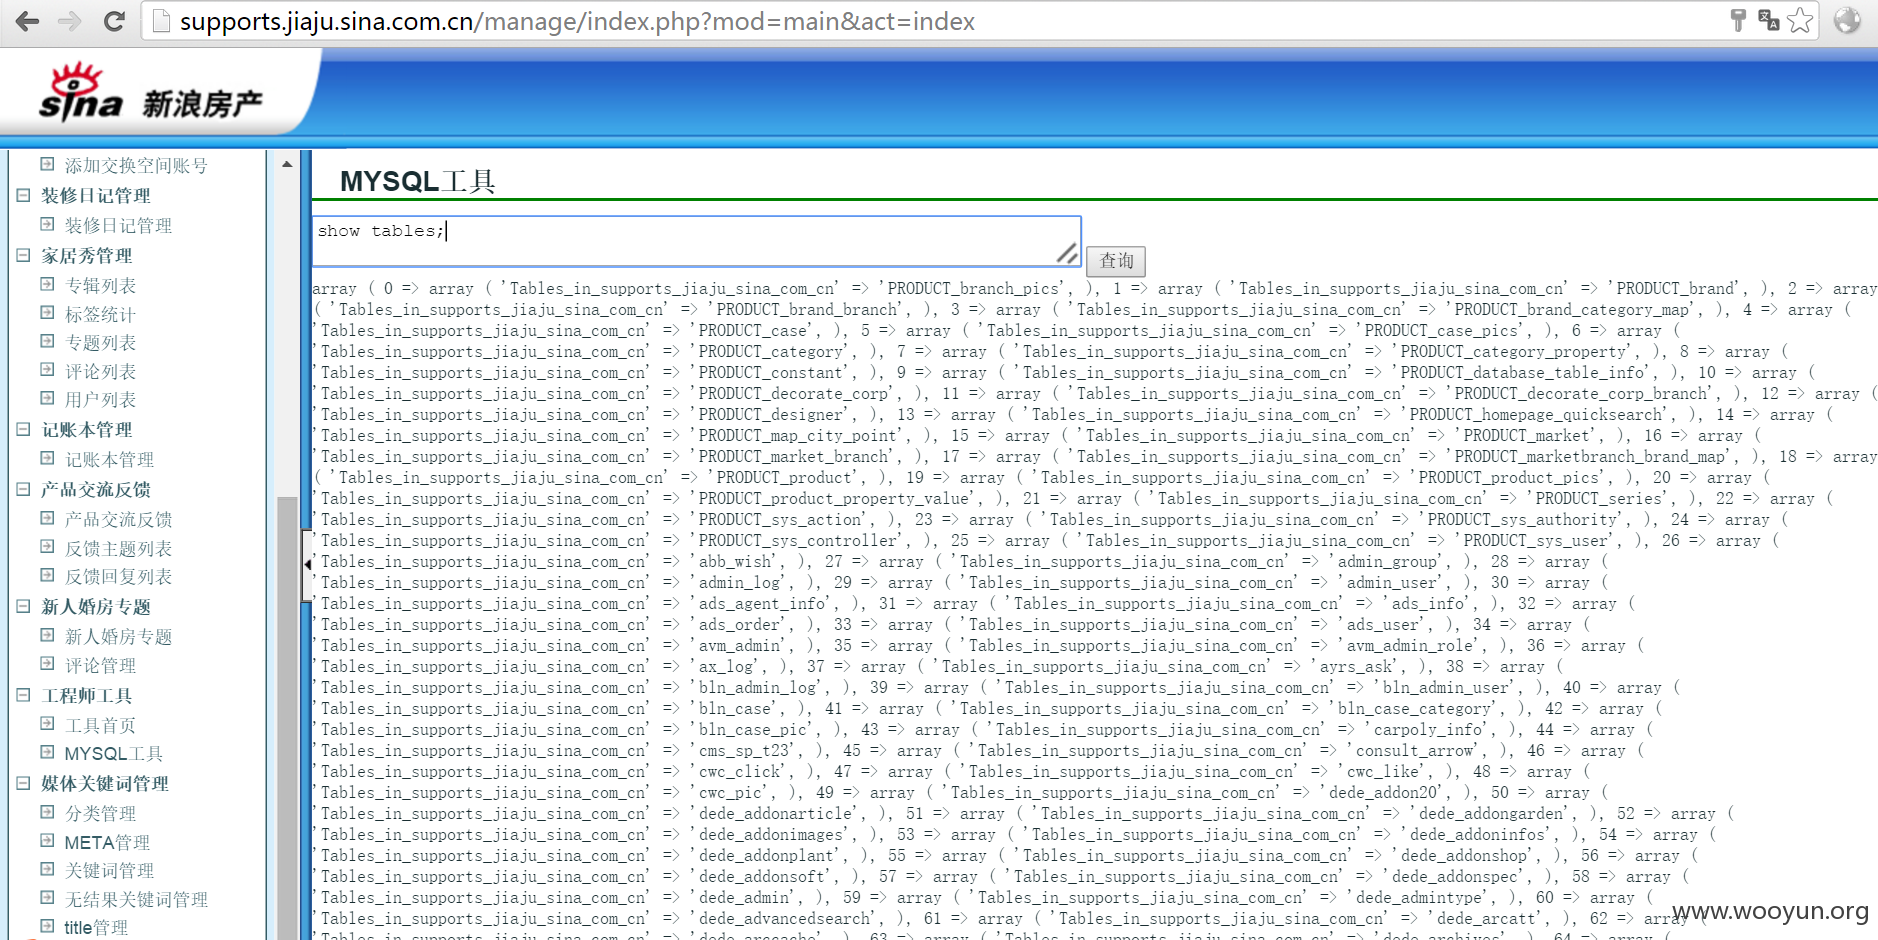 supports.jiaju.sina.com.cn/manage/index.php?mod=main&act=index
sina 新浪房产
添加交换空间账号
装修日记管理
装修日记管理
家居秀管理
专辑列表
标签统计
专题列表
评论列表
用户列表
记账本管理
记账本管理
产品交流反馈
产品交流反馈
反馈主题列表
反馈回复列表
新人婚房专题
新人婚房专题
评论管理
工程师工具
工具首页
MYSQL工具
媒体关键词管理
分类管理
META管理
关键词管理
无结果关键词管理
title管理
MYSQL工具
show tables;
查询
array ( 0 => array ( 'Tables_in_supports_jiaju_sina_com_cn' => 'PRODUCT_branch_pics', ), 1 => array ( 'Tables_in_supports_jiaju_sina_com_cn' => 'PRODUCT_brand', ), 2 => array
( 'Tables_in_supports_jiaju_sina_com_cn' => 'PRODUCT_brand_branch', ), 3 => array ( 'Tables_in_supports_jiaju_sina_com_cn' => 'PRODUCT_brand_category_map', ), 4 => array (
'Tables_in_supports_jiaju_sina_com_cn' => 'PRODUCT_case', ), 5 => array ( 'Tables_in_supports_jiaju_sina_com_cn' => 'PRODUCT_case_pics', ), 6 => array (
'Tables_in_supports_jiaju_sina_com_cn' => 'PRODUCT_category', ), 7 => array ( 'Tables_in_supports_jiaju_sina_com_cn' => 'PRODUCT_category_property', ), 8 => array (
'Tables_in_supports_jiaju_sina_com_cn' => 'PRODUCT_constant', ), 9 => array ( 'Tables_in_supports_jiaju_sina_com_cn' => 'PRODUCT_database_table_info', ), 10 => array (
'Tables_in_supports_jiaju_sina_com_cn' => 'PRODUCT_decorate_corp', ), 11 => array ( 'Tables_in_supports_jiaju_sina_com_cn' => 'PRODUCT_decorate_corp_branch', ), 12 => array (
'Tables_in_supports_jiaju_sina_com_cn' => 'PRODUCT_designer', ), 13 => array ( 'Tables_in_supports_jiaju_sina_com_cn' => 'PRODUCT_homepage_quicksearch', ), 14 => array (
'Tables_in_supports_jiaju_sina_com_cn' => 'PRODUCT_map_city_point', ), 15 => array ( 'Tables_in_supports_jiaju_sina_com_cn' => 'PRODUCT_market', ), 16 => array (
'Tables_in_supports_jiaju_sina_com_cn' => 'PRODUCT_market_branch', ), 17 => array ( 'Tables_in_supports_jiaju_sina_com_cn' => 'PRODUCT_marketbranch_brand_map', ), 18 => array
( 'Tables_in_supports_jiaju_sina_com_cn' => 'PRODUCT_product', ), 19 => array ( 'Tables_in_supports_jiaju_sina_com_cn' => 'PRODUCT_product_pics', ), 20 => array (
'Tables_in_supports_jiaju_sina_com_cn' => 'PRODUCT_product_property_value', ), 21 => array ( 'Tables_in_supports_jiaju_sina_com_cn' => 'PRODUCT_series', ), 22 => array (
'Tables_in_supports_jiaju_sina_com_cn' => 'PRODUCT_sys_action', ), 23 => array ( 'Tables_in_supports_jiaju_sina_com_cn' => 'PRODUCT_sys_authority', ), 24 => array (
'Tables_in_supports_jiaju_sina_com_cn' => 'PRODUCT_sys_controller', ), 25 => array ( 'Tables_in_supports_jiaju_sina_com_cn' => 'PRODUCT_sys_user', ), 26 => array (
'Tables_in_supports_jiaju_sina_com_cn' => 'abb_wish', ), 27 => array ( 'Tables_in_supports_jiaju_sina_com_cn' => 'admin_group', ), 28 => array (
'Tables_in_supports_jiaju_sina_com_cn' => 'admin_log', ), 29 => array ( 'Tables_in_supports_jiaju_sina_com_cn' => 'admin_user', ), 30 => array (
'Tables_in_supports_jiaju_sina_com_cn' => 'ads_agent_info', ), 31 => array ( 'Tables_in_supports_jiaju_sina_com_cn' => 'ads_info', ), 32 => array (
'Tables_in_supports_jiaju_sina_com_cn' => 'ads_order', ), 33 => array ( 'Tables_in_supports_jiaju_sina_com_cn' => 'ads_user', ), 34 => array (
'Tables_in_supports_jiaju_sina_com_cn' => 'avm_admin', ), 35 => array ( 'Tables_in_supports_jiaju_sina_com_cn' => 'avm_admin_role', ), 36 => array (
'Tables_in_supports_jiaju_sina_com_cn' => 'ax_log', ), 37 => array ( 'Tables_in_supports_jiaju_sina_com_cn' => 'ayrs_ask', ), 38 => array (
'Tables_in_supports_jiaju_sina_com_cn' => 'bln_admin_log', ), 39 => array ( 'Tables_in_supports_jiaju_sina_com_cn' => 'bln_admin_user', ), 40 => array (
'Tables_in_supports_jiaju_sina_com_cn' => 'bln_case', ), 41 => array ( 'Tables_in_supports_jiaju_sina_com_cn' => 'bln_case_category', ), 42 => array (
'Tables_in_supports_jiaju_sina_com_cn' => 'bln_case_pic', ), 43 => array ( 'Tables_in_supports_jiaju_sina_com_cn' => 'carpoly_info', ), 44 => array (
'Tables_in_supports_jiaju_sina_com_cn' => 'cms_sp_t23', ), 45 => array ( 'Tables_in_supports_jiaju_sina_com_cn' => 'consult_arrow', ), 46 => array (
'Tables_in_supports_jiaju_sina_com_cn' => 'cwc_click', ), 47 => array ( 'Tables_in_supports_jiaju_sina_com_cn' => 'cwc_like', ), 48 => array (
'Tables_in_supports_jiaju_sina_com_cn' => 'cwc_pic', ), 49 => array ( 'Tables_in_supports_jiaju_sina_com_cn' => 'dede_addon20', ), 50 => array (
'Tables_in_supports_jiaju_sina_com_cn' => 'dede_addonarticle', ), 51 => array ( 'Tables_in_supports_jiaju_sina_com_cn' => 'dede_addongarden', ), 52 => array (
'Tables_in_supports_jiaju_sina_com_cn' => 'dede_addonimages', ), 53 => array ( 'Tables_in_supports_jiaju_sina_com_cn' => 'dede_addoninfos', ), 54 => array (
'Tables_in_supports_jiaju_sina_com_cn' => 'dede_addonplant', ), 55 => array ( 'Tables_in_supports_jiaju_sina_com_cn' => 'dede_addonshop', ), 56 => array (
'Tables_in_supports_jiaju_sina_com_cn' => 'dede_addonsoft', ), 57 => array ( 'Tables_in_supports_jiaju_sina_com_cn' => 'dede_addonspec', ), 58 => array (
'Tables_in_supports_jiaju_sina_com_cn' => 'dede_admin', ), 59 => array ( 'Tables_in_supports_jiaju_sina_com_cn' => 'dede_admintype', ), 60 => array (
'Tables_in_supports_jiaju_sina_com_cn' => 'dede_advancedsearch', ), 61 => array ( 'Tables_in_supports_jiaju_sina_com_cn' => 'dede_arcatt', ), 62 => array (
'Tables_in_supports_jiaju_sina_com_cn' => 'dede_arccache', ), 63 => array ( 'Tables_in_supports_jiaju_sina_com_cn' => 'dede_archives', ), 64 => array (
www.wooyun.org